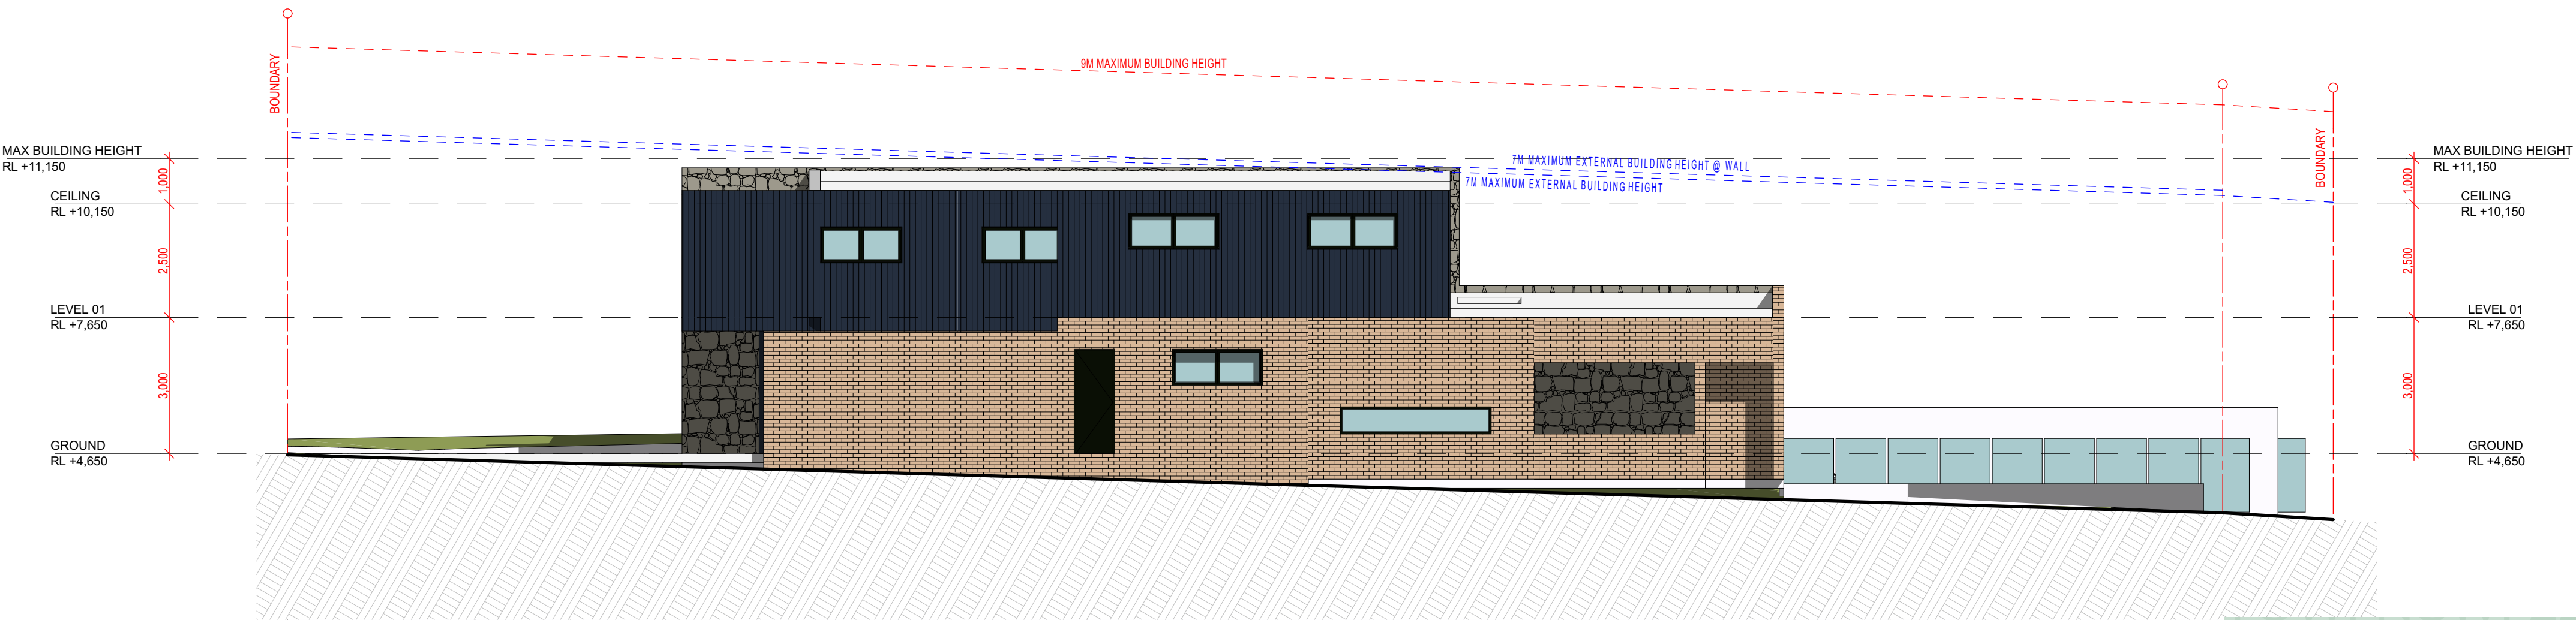 9M MAXIMUM BUILDING HEIGHT
BOUNDARY
BOUNDARY
MAX BUILDING HEIGHT
RL +11,150
1,000
CEILING
RL +10,150
2,500
LEVEL 01
RL +7,650
3,000
GROUND
RL +4,650
7M MAXIMUM EXTERNAL BUILDING HEIGHT @ WALL
7M MAXIMUM EXTERNAL BUILDING HEIGHT
MAX BUILDING HEIGHT
RL +11,150
1,000
CEILING
RL +10,150
2,500
LEVEL 01
RL +7,650
3,000
GROUND
RL +4,650